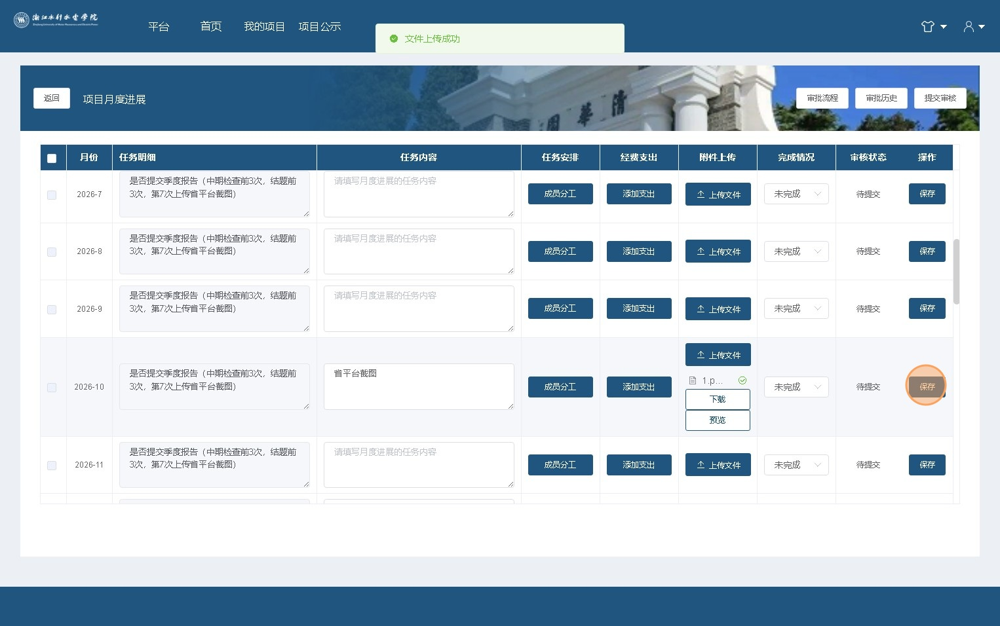 浙江水利水电学院
Zhejiang University of Water Resources and Electric Power
平台
首页
我的项目
项目公示
文件上传成功
返回
项目月度进展
清華園
审批流程
审批历史
提交审核
月份
任务明细
任务内容
任务安排
经费支出
附件上传
完成情况
审核状态
操作
2026-7
是否提交季度报告（中期检查前3次，结题前
3次，第7次上传省平台截图）
请填写月度进展的任务内容
成员分工
添加支出
上传文件
未完成
待提交
保存
2026-8
是否提交季度报告（中期检查前3次，结题前
3次，第7次上传省平台截图）
请填写月度进展的任务内容
成员分工
添加支出
上传文件
未完成
待提交
保存
2026-9
是否提交季度报告（中期检查前3次，结题前
3次，第7次上传省平台截图）
请填写月度进展的任务内容
成员分工
添加支出
上传文件
未完成
待提交
保存
2026-10
是否提交季度报告（中期检查前3次，结题前
3次，第7次上传省平台截图）
省平台截图
成员分工
添加支出
上传文件
1.p...
下载
预览
未完成
待提交
保存
2026-11
是否提交季度报告（中期检查前3次，结题前
3次，第7次上传省平台截图）
请填写月度进展的任务内容
成员分工
添加支出
上传文件
未完成
待提交
保存